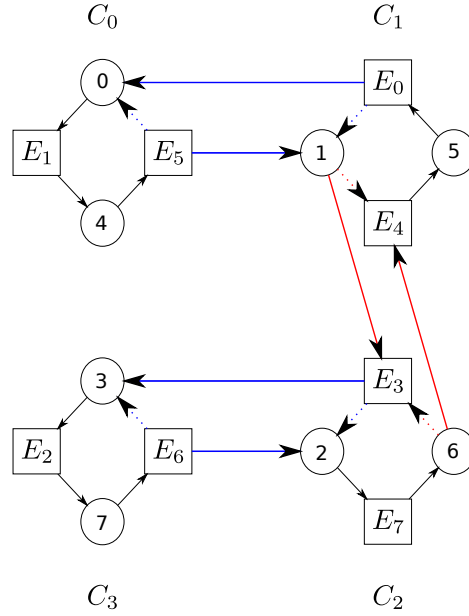 C₀ C₁
0 E₀
E₁ E₅ 1 5
4 E₄
3 E₃
E₂ E₆ 2 6
7 E₇
C₃ C₂